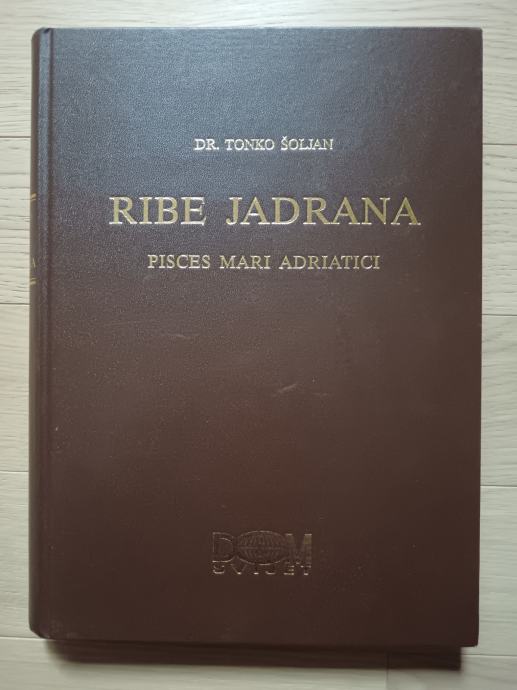 DR. TONKO ŠOLJAN
RIBE JADRANA
PISCES MARI ADRIATICI
DOM
SVIJET
A